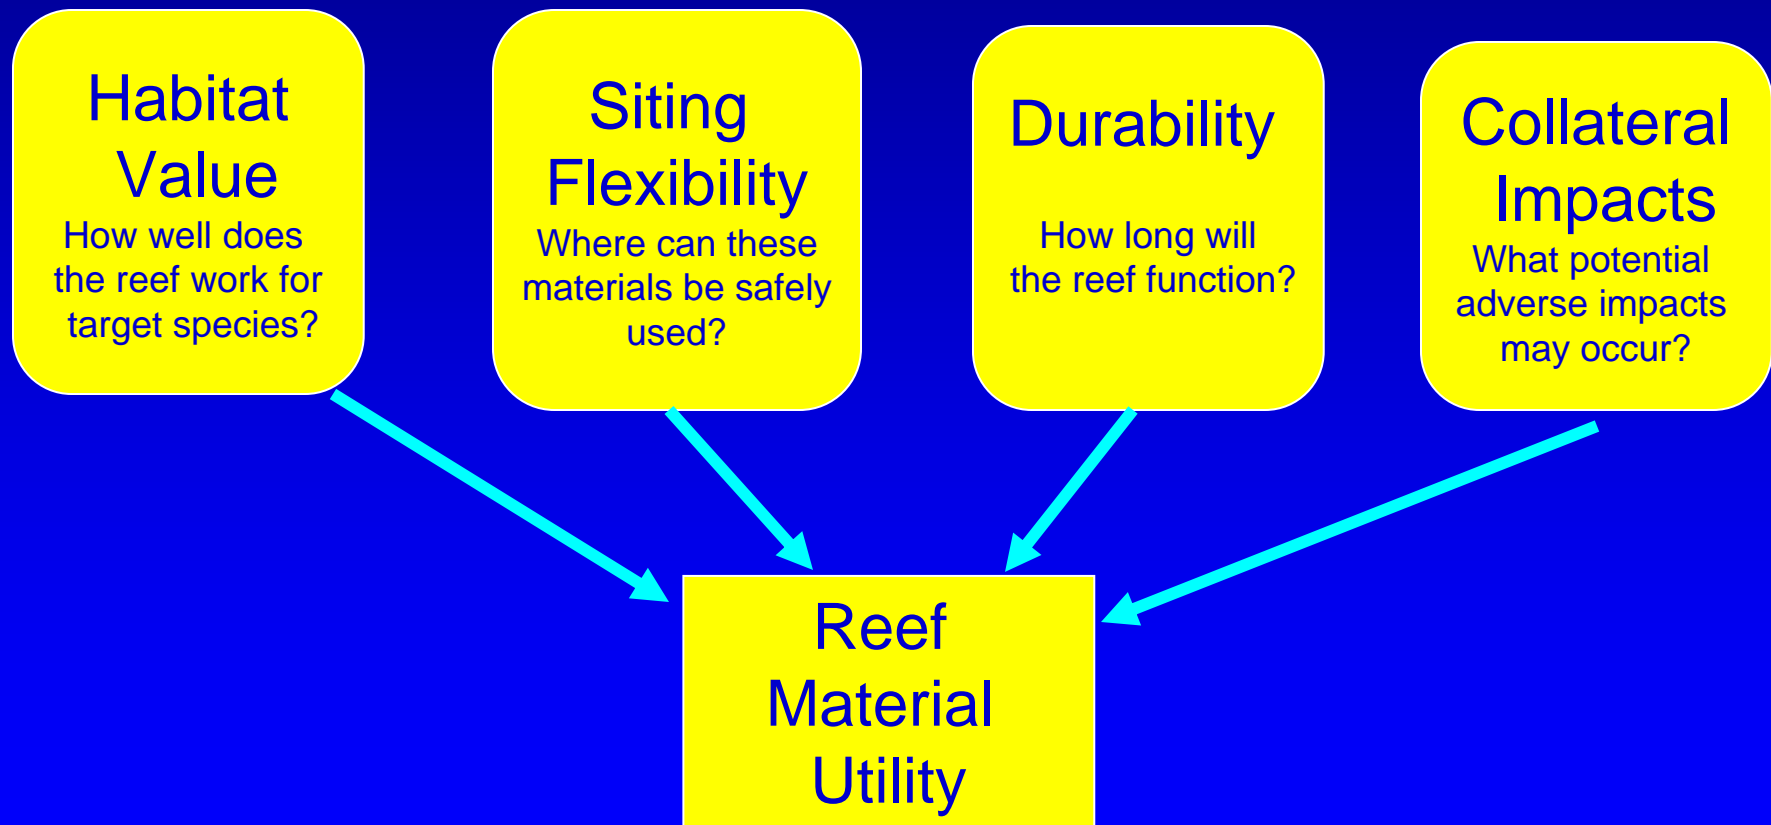 Habitat
Value
How well does
the reef work for
target species?
Siting
Flexibility
Where can these
materials be safely
used?
Durability
How long will
the reef function?
Collateral
Impacts
What potential
adverse impacts
may occur?
Reef
Material
Utility